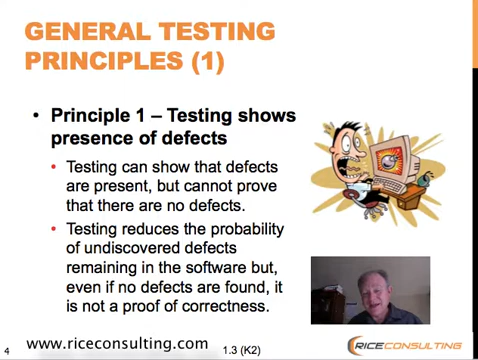 GENERAL TESTING
PRINCIPLES (1)
• Principle 1 – Testing shows
presence of defects
• Testing can show that defects
are present, but cannot prove
that there are no defects.
• Testing reduces the probability
of undiscovered defects
remaining in the software but,
even if no defects are found, it
is not a proof of correctness.
4
www.riceconsulting.com
1.3 (K2)
RICECONSULTING